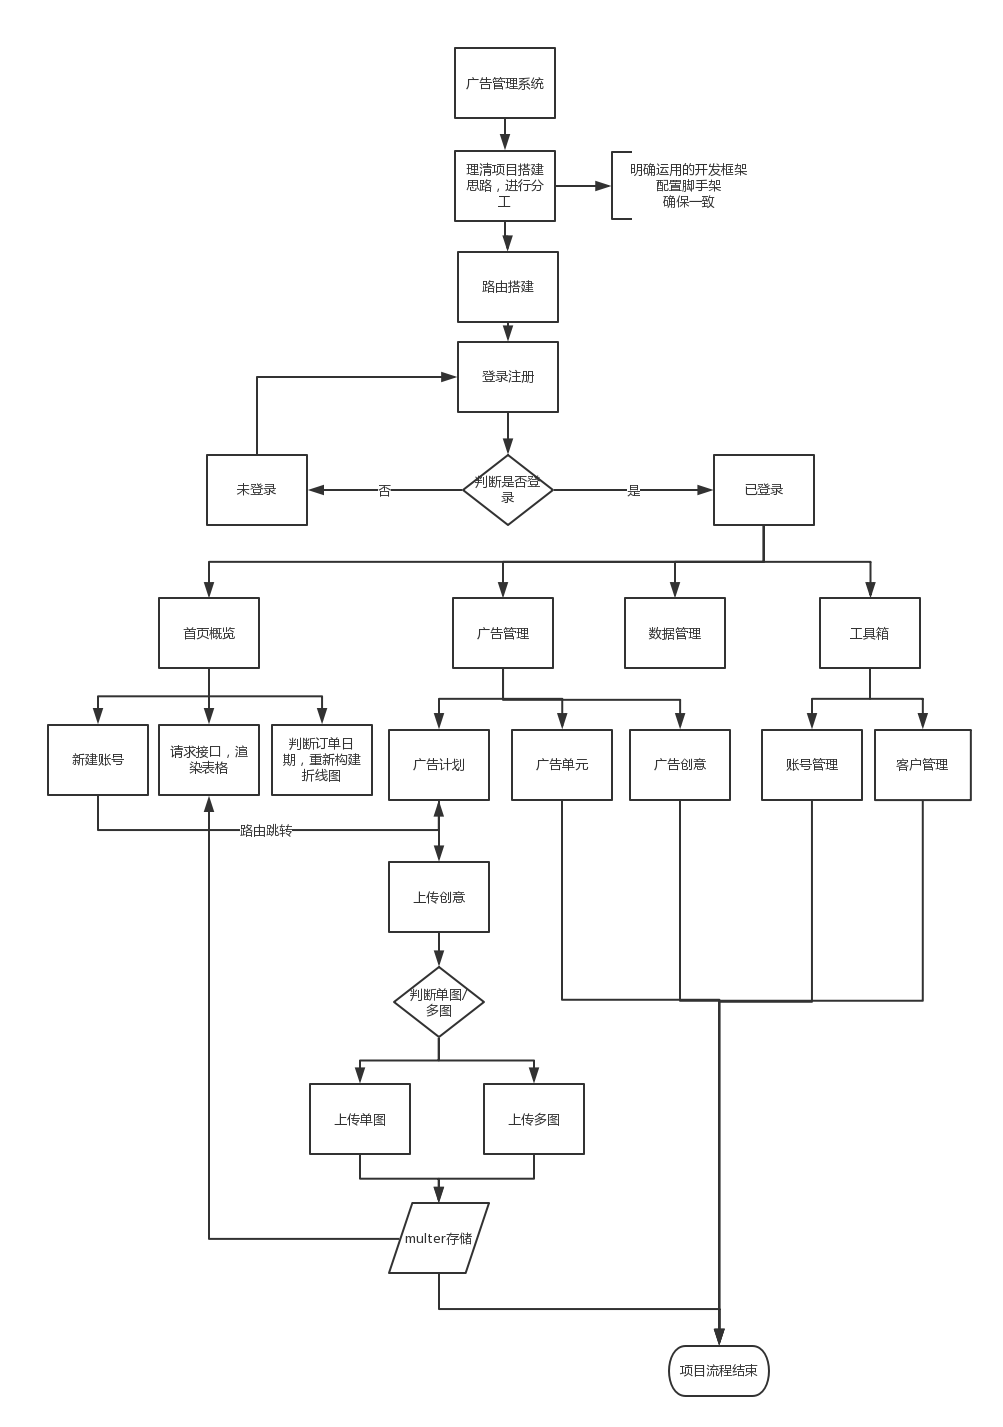 广告管理系统
理清项目搭建
思路，进行分
工
明确运用的开发框架
配置脚手架
确保一致
路由搭建
登录注册
未登录
否
判断是否登
录
是
已登录
首页概览
广告管理
数据管理
工具箱
新建账号
请求接口，渲
染表格
判断订单日
期，重新构建
折线图
广告计划
广告单元
广告创意
账号管理
客户管理
路由跳转
上传创意
判断单图/
多图
上传单图
上传多图
multer存储
项目流程结束